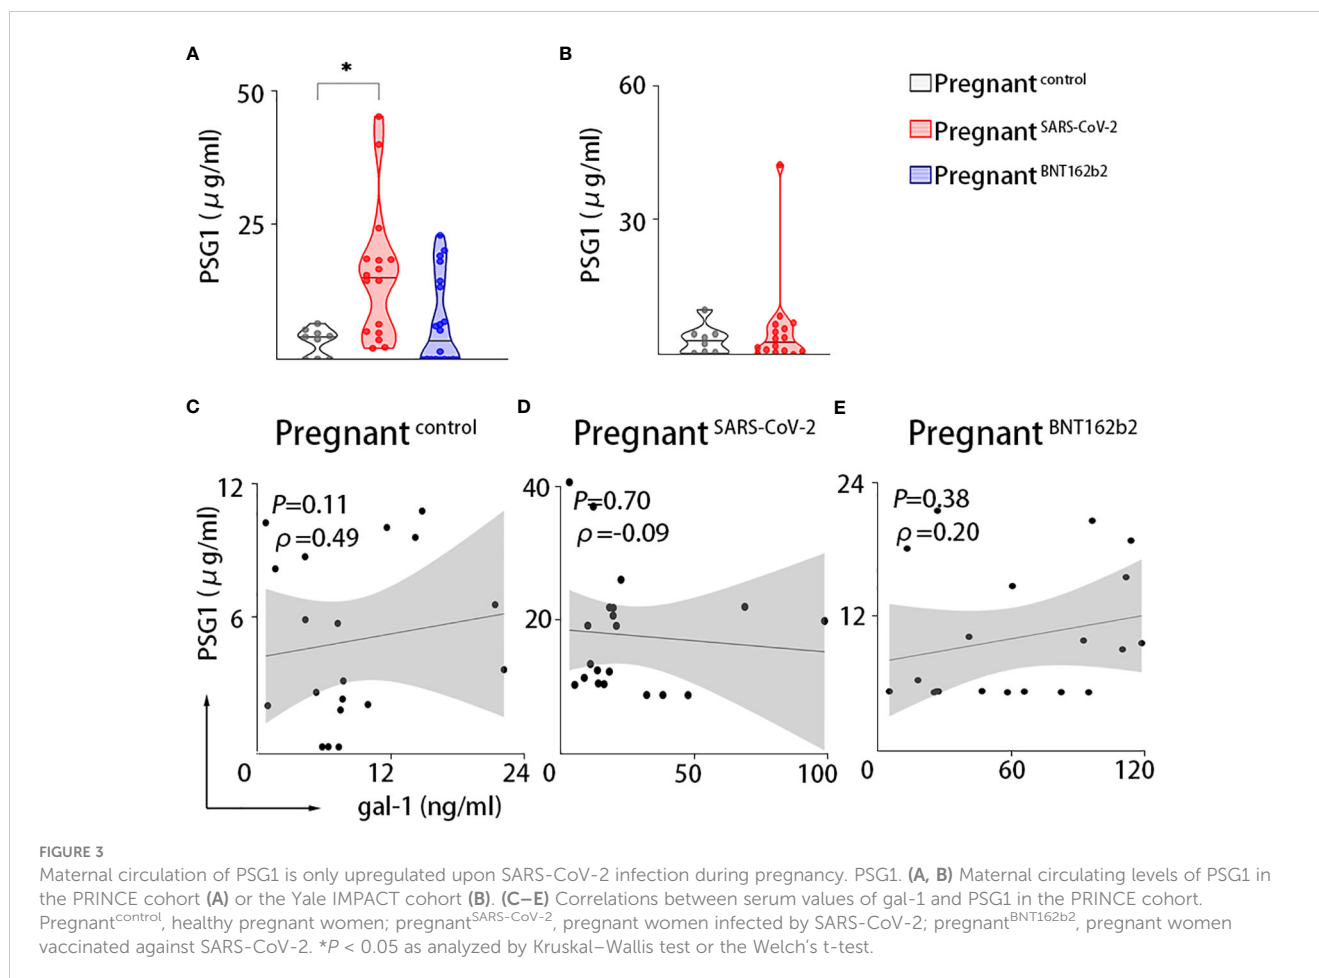 A
B
*
50
25
PSG1 (μg/ml)
60
30
PSG1 (μg/ml)
Pregnant control
Pregnant SARS-CoV-2
Pregnant BNT162b2
C
D
E
Pregnant control
Pregnant SARS-CoV-2
Pregnant BNT162b2
12
6
PSG1 (μg/ml)
P=0.11
ρ=0.49
0
12
24
gal-1 (ng/ml)
40
20
P=0.70
ρ=-0.09
0
50
100
24
12
P=0.38
ρ=0.20
0
60
120
FIGURE 3
Maternal circulation of PSG1 is only upregulated upon SARS-CoV-2 infection during pregnancy. PSG1. (A, B) Maternal circulating levels of PSG1 in
the PRINCE cohort (A) or the Yale IMPACT cohort (B). (C–E) Correlations between serum values of gal-1 and PSG1 in the PRINCE cohort.
Pregnantcontrol, healthy pregnant women; pregnantSARS-CoV-2, pregnant women infected by SARS-CoV-2; pregnantBNT162b2, pregnant women
vaccinated against SARS-CoV-2. *P < 0.05 as analyzed by Kruskal–Wallis test or the Welch's t-test.